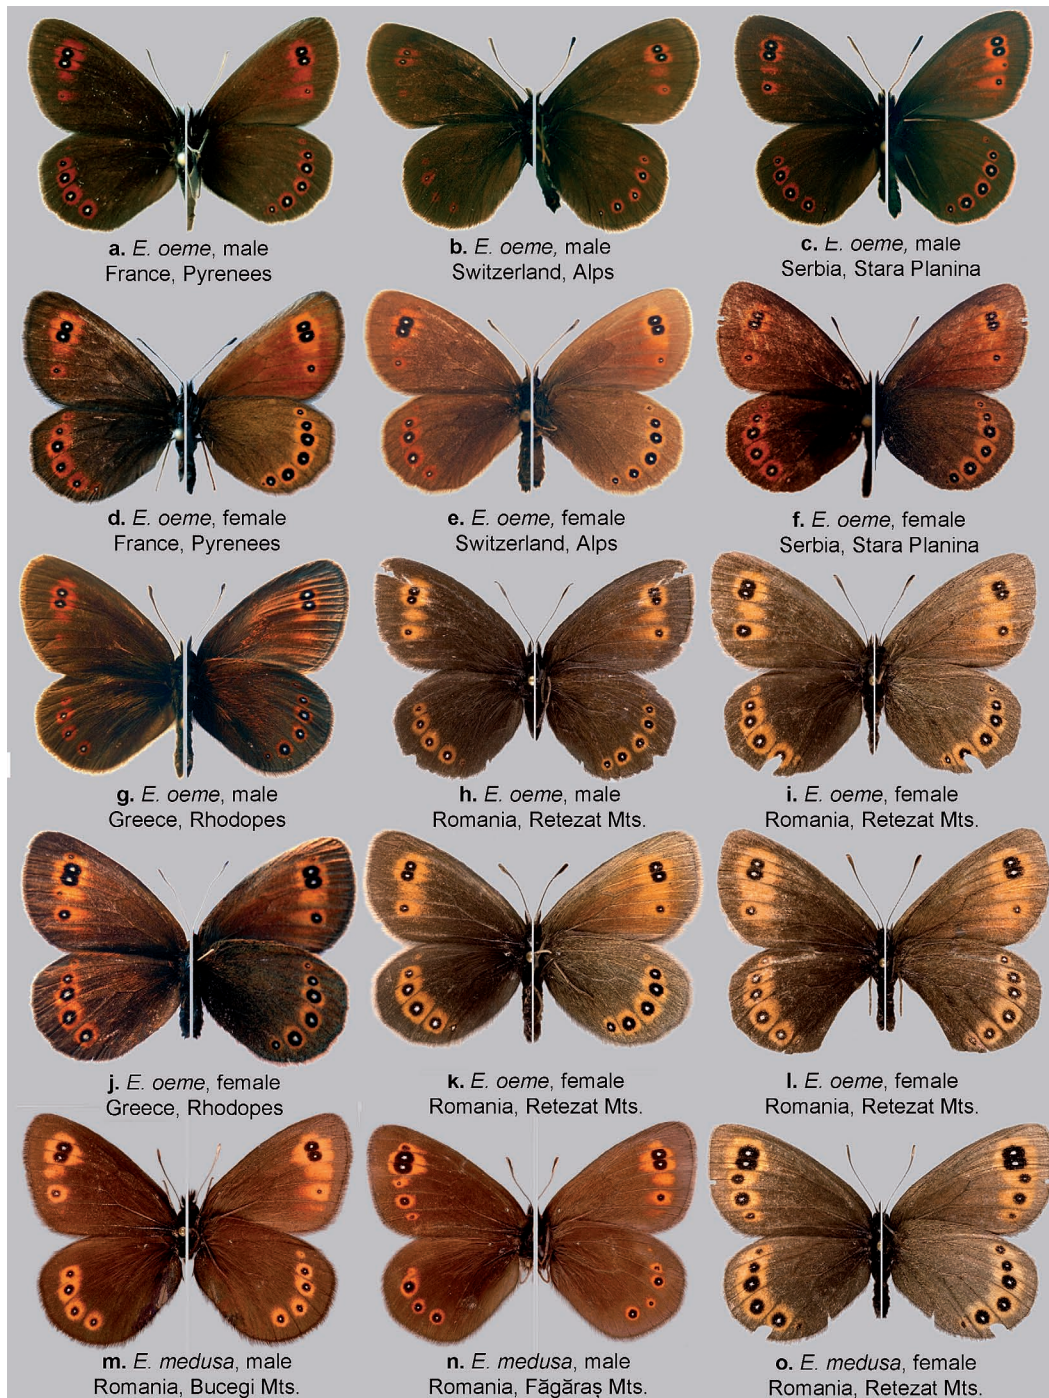 a. E. oeme, male
France, Pyrenees
b. E. oeme, male
Switzerland, Alps
c. E. oeme, male
Serbia, Stara Planina
d. E. oeme, female
France, Pyrenees
e. E. oeme, female
Switzerland, Alps
f. E. oeme, female
Serbia, Stara Planina
g. E. oeme, male
Greece, Rhodopes
h. E. oeme, male
Romania, Retezat Mts.
i. E. oeme, female
Romania, Retezat Mts.
j. E. oeme, female
Greece, Rhodopes
k. E. oeme, female
Romania, Retezat Mts.
l. E. oeme, female
Romania, Retezat Mts.
m. E. medusa, male
Romania, Bucegi Mts.
n. E. medusa, male
Romania, Făgăraș Mts.
o. E. medusa, female
Romania, Retezat Mts.